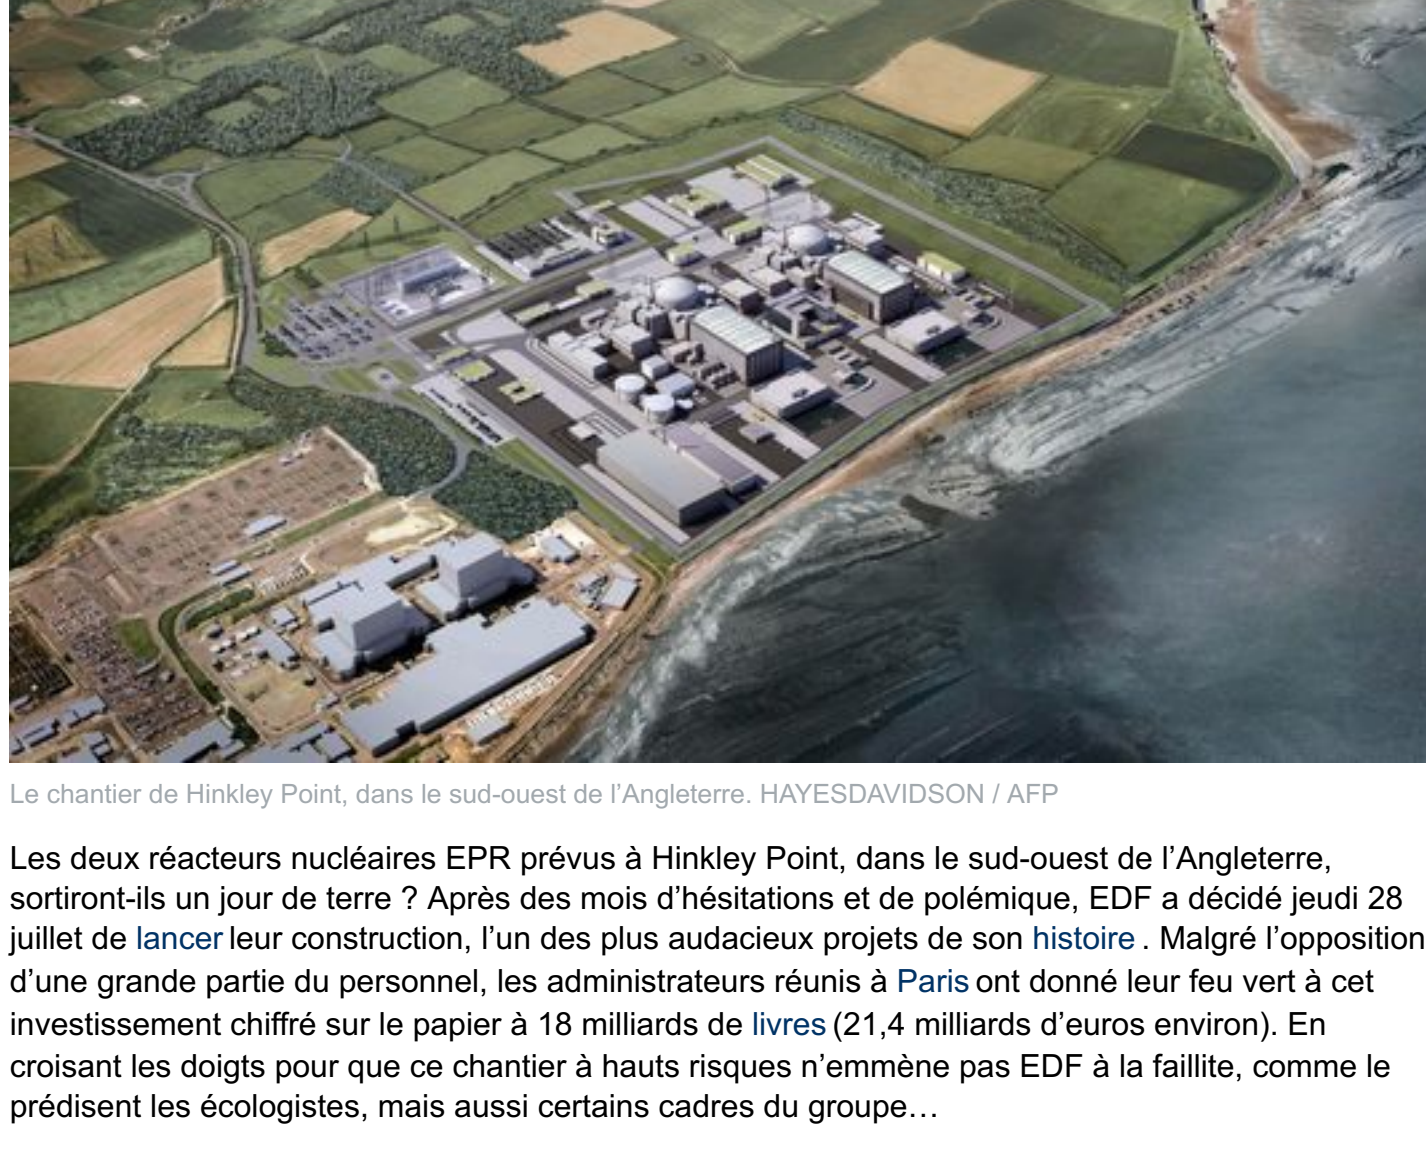 Le chantier de Hinkley Point, dans le sud-ouest de l’Angleterre. HAYESDAVIDSON / AFP
Les deux réacteurs nucléaires EPR prévus à Hinkley Point, dans le sud-ouest de l’Angleterre,
sortiront-ils un jour de terre ? Après des mois d’hésitations et de polémique, EDF a décidé jeudi 28
juillet de lancer leur construction, l’un des plus audacieux projets de son histoire . Malgré l’opposition
d’une grande partie du personnel, les administrateurs réunis à Paris ont donné leur feu vert à cet
investissement chiffré sur le papier à 18 milliards de livres (21,4 milliards d’euros environ). En
croisant les doigts pour que ce chantier à hauts risques n’emmène pas EDF à la faillite, comme le
prédisent les écologistes, mais aussi certains cadres du groupe…